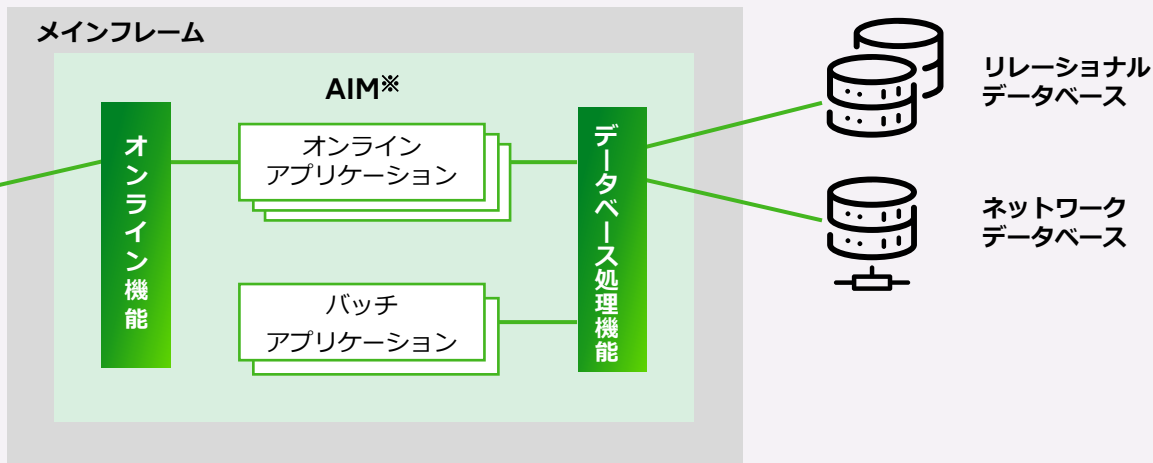 メインフレーム
AIM※
オンライン機能
オンライン
アプリケーション
バッチ
アプリケーション
データベース処理機能
リレーショナル
データベース
ネットワーク
データベース